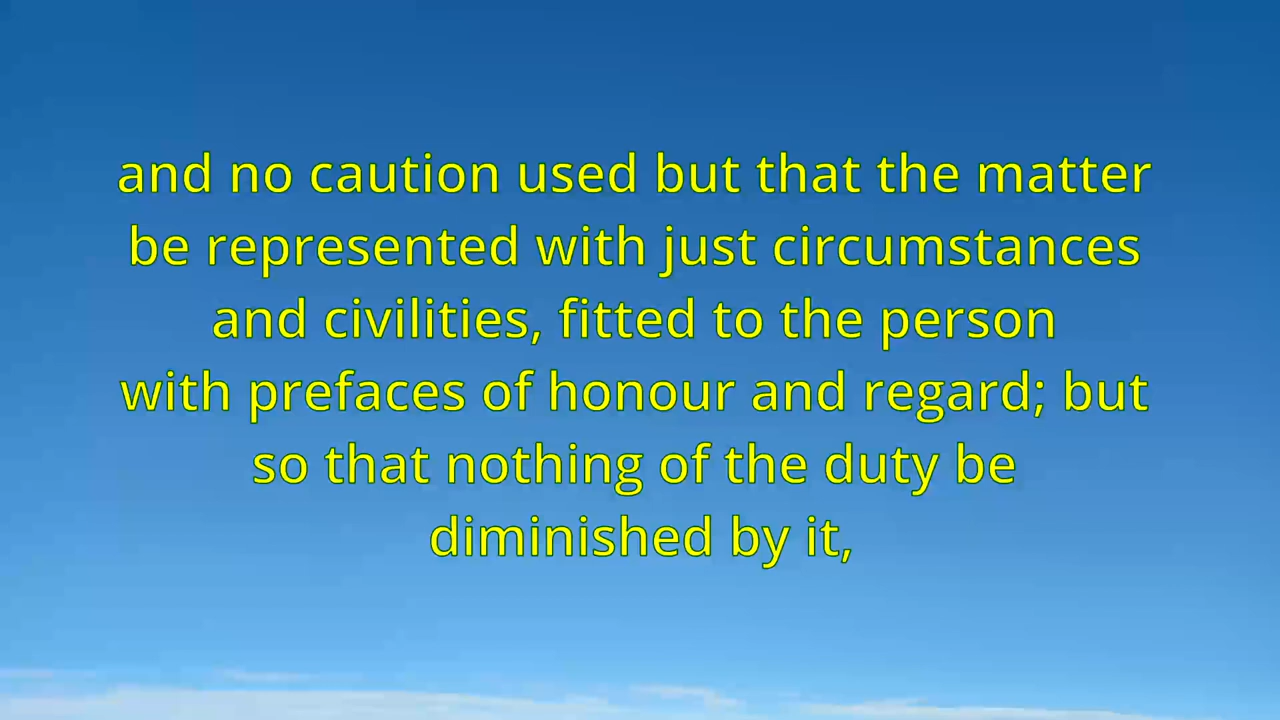 and no caution used but that the matter
be represented with just circumstances
and civilities, fitted to the person
with prefaces of honour and regard; but
so that nothing of the duty be
diminished by it,